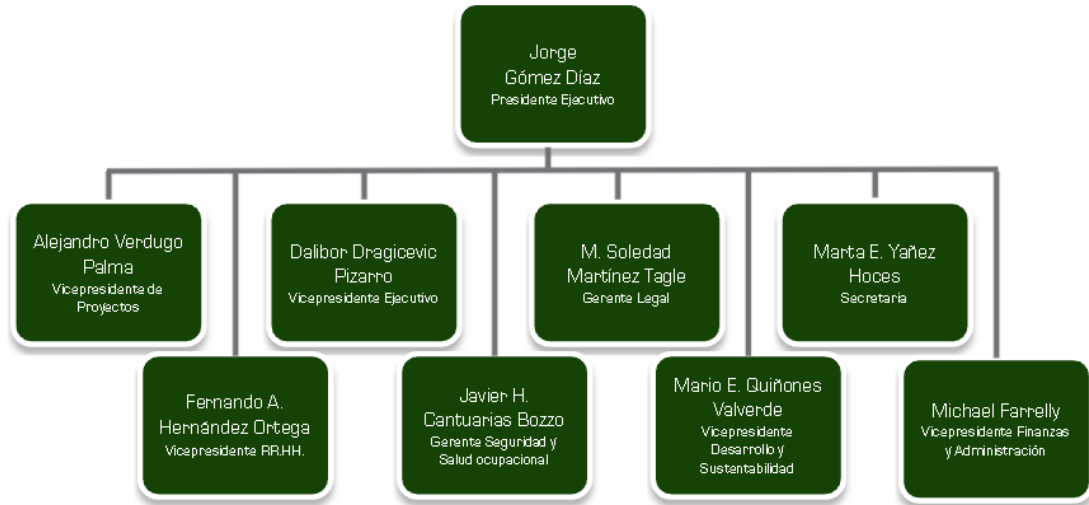 Jorge
Gómez Díaz
Presidente Ejecutivo
Alejandro Verdugo
Palma
Vicepresidente de
Proyectos
Dalibor Dragicevic
Pizarro
Vicepresidente Ejecutivo
M. Soledad
Martínez Tagle
Gerente Legal
Marta E. Yañez
Hoces
Secretaria
Fernando A.
Hernández Ortega
Vicepresidente RR.HH.
Javier H.
Cantuarias Bozzo
Gerente Seguridad y
Salud ocupacional
Mario E. Quiñones
Valverde
Vicepresidente
Desarrollo y
Sustentabilidad
Michael Farrelly
Vicepresidente Finanzas
y Administración